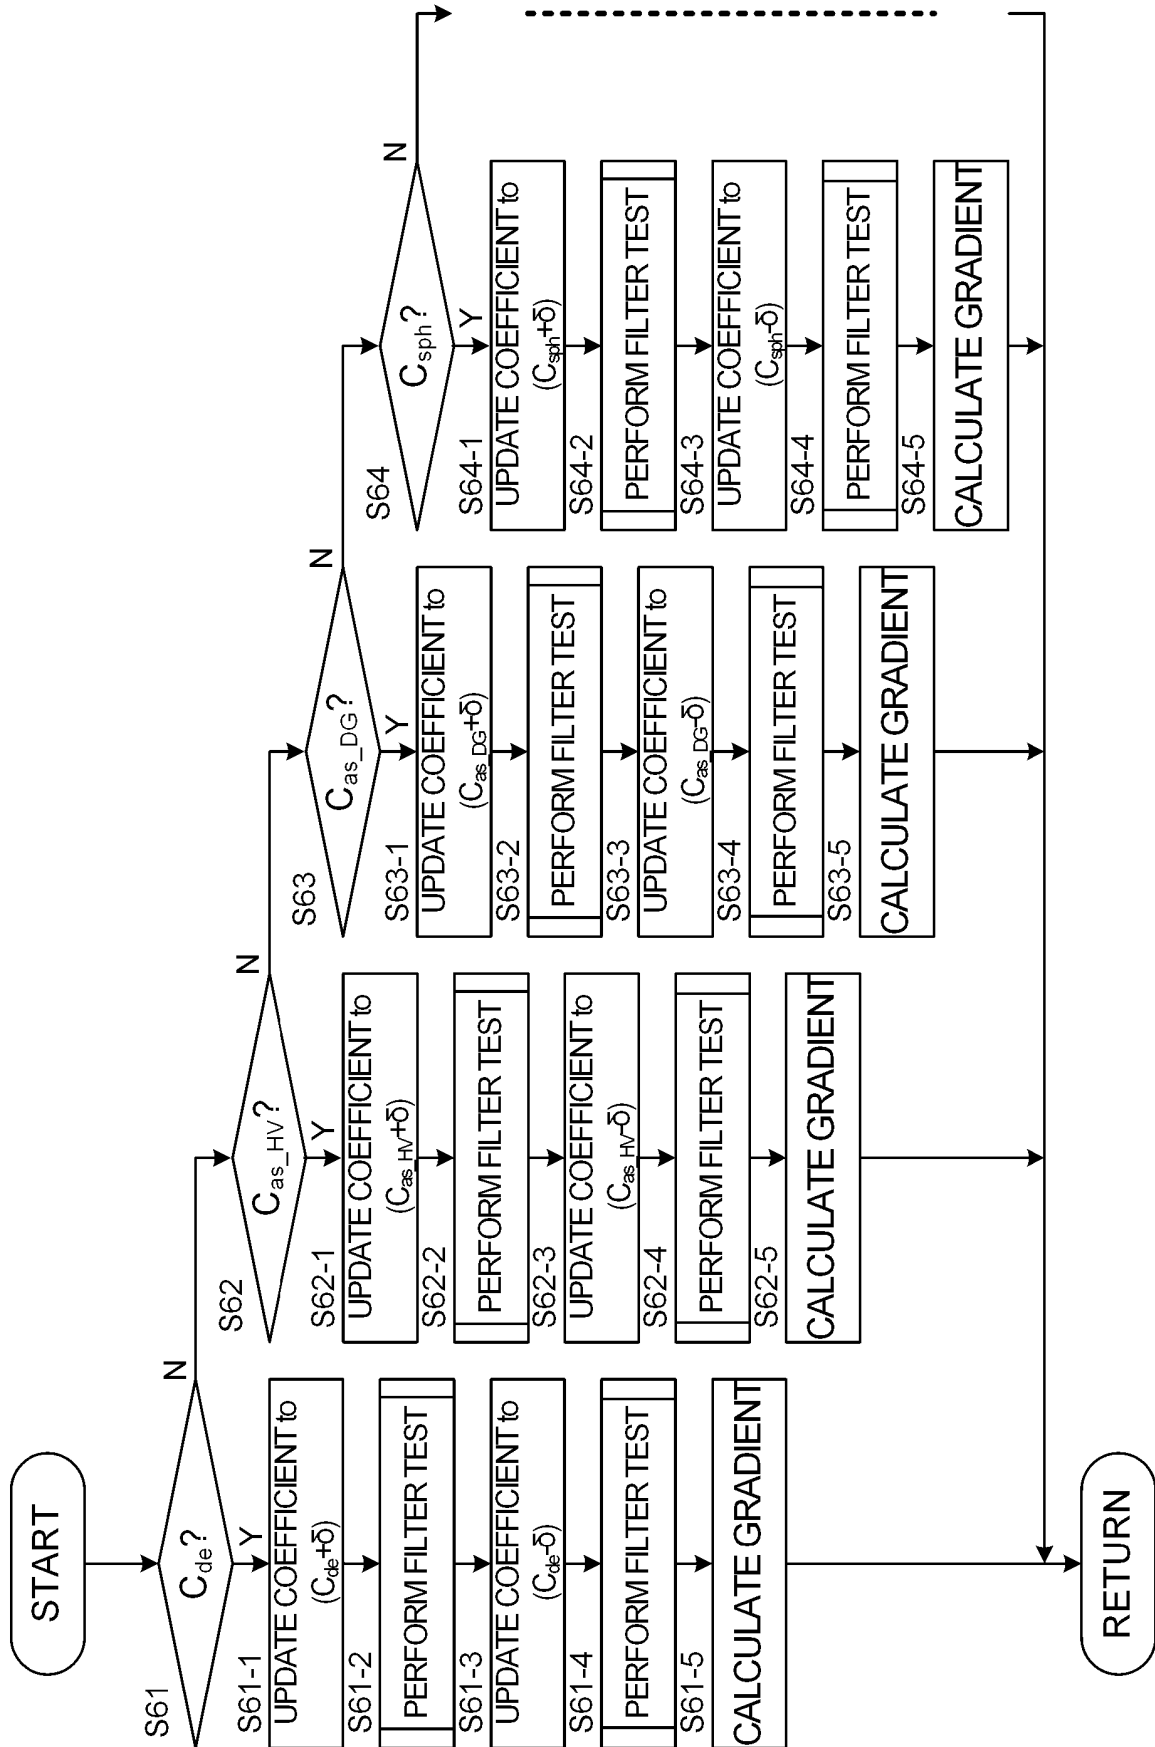 START
S61
C_de?
N
Y
S61-1
UPDATE COEFFICIENT to
(C_de+δ)
S61-2
PERFORM FILTER TEST
S61-3
UPDATE COEFFICIENT to
(C_de-δ)
S61-4
PERFORM FILTER TEST
S61-5
CALCULATE GRADIENT
S62
C_as_HV?
N
Y
S62-1
UPDATE COEFFICIENT to
(C_as_HV+δ)
S62-2
PERFORM FILTER TEST
S62-3
UPDATE COEFFICIENT to
(C_as_HV-δ)
S62-4
PERFORM FILTER TEST
S62-5
CALCULATE GRADIENT
S63
C_as_DG?
N
Y
S63-1
UPDATE COEFFICIENT to
(C_as_DG+δ)
S63-2
PERFORM FILTER TEST
S63-3
UPDATE COEFFICIENT to
(C_as_DG-δ)
S63-4
PERFORM FILTER TEST
S63-5
CALCULATE GRADIENT
S64
C_sph?
N
Y
S64-1
UPDATE COEFFICIENT to
(C_sph+δ)
S64-2
PERFORM FILTER TEST
S64-3
UPDATE COEFFICIENT to
(C_sph-δ)
S64-4
PERFORM FILTER TEST
S64-5
CALCULATE GRADIENT
RETURN